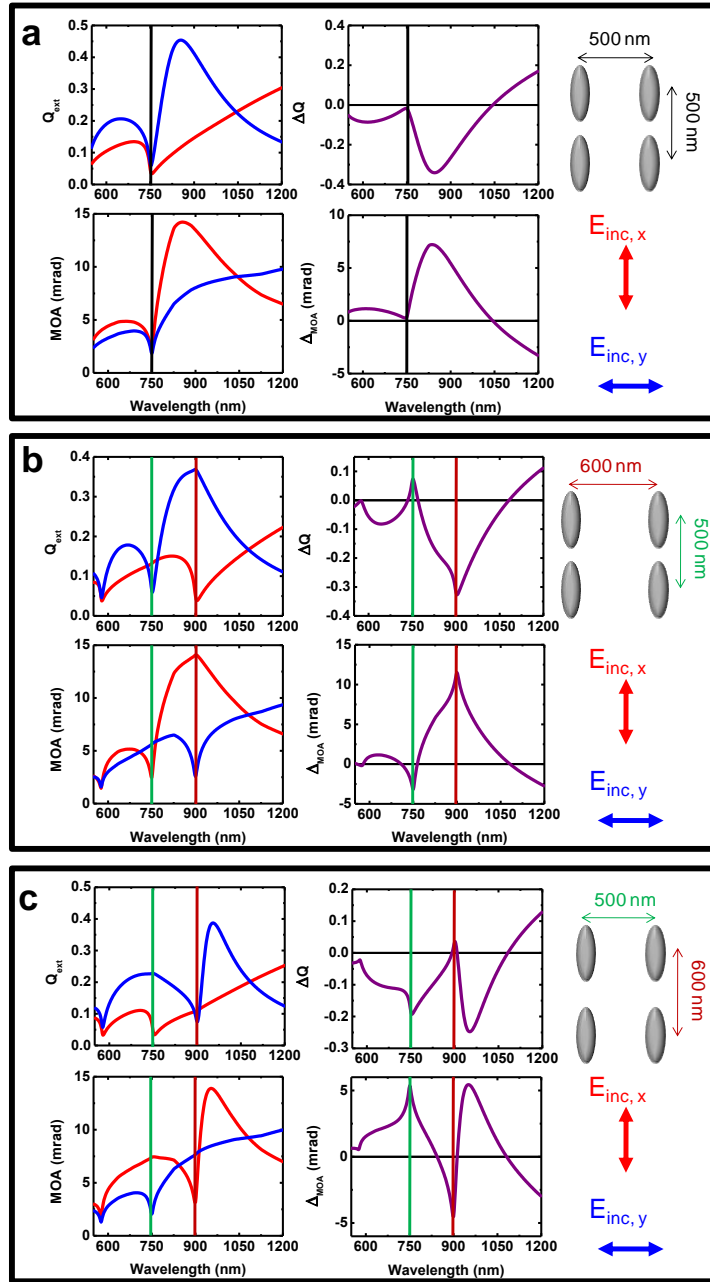 a
0.5
0.4
0.3
0.2
0.1
0.0
Q_ext
600 750 900 1050 1200
0.2
0.0
-0.2
-0.4
ΔQ
600 750 900 1050 1200
500 nm
500 nm
15
10
5
0
MOA (mrad)
600 750 900 1050 1200
Wavelength (nm)
5
0
-5
Δ_MOA (mrad)
600 750 900 1050 1200
Wavelength (nm)
E_inc, x
E_inc, y
b
0.4
0.3
0.2
0.1
0.0
Q_ext
600 750 900 1050 1200
0.1
0.0
-0.1
-0.2
-0.3
-0.4
ΔQ
600 750 900 1050 1200
600 nm
500 nm
15
10
5
0
MOA (mrad)
600 750 900 1050 1200
Wavelength (nm)
10
5
0
-5
Δ_MOA (mrad)
600 750 900 1050 1200
Wavelength (nm)
E_inc, x
E_inc, y
c
0.5
0.4
0.3
0.2
0.1
0.0
Q_ext
600 750 900 1050 1200
0.2
0.1
0.0
-0.1
-0.2
-0.3
ΔQ
600 750 900 1050 1200
500 nm
600 nm
15
10
5
0
MOA (mrad)
600 750 900 1050 1200
Wavelength (nm)
5
0
-5
Δ_MOA (mrad)
600 750 900 1050 1200
Wavelength (nm)
E_inc, x
E_inc, y